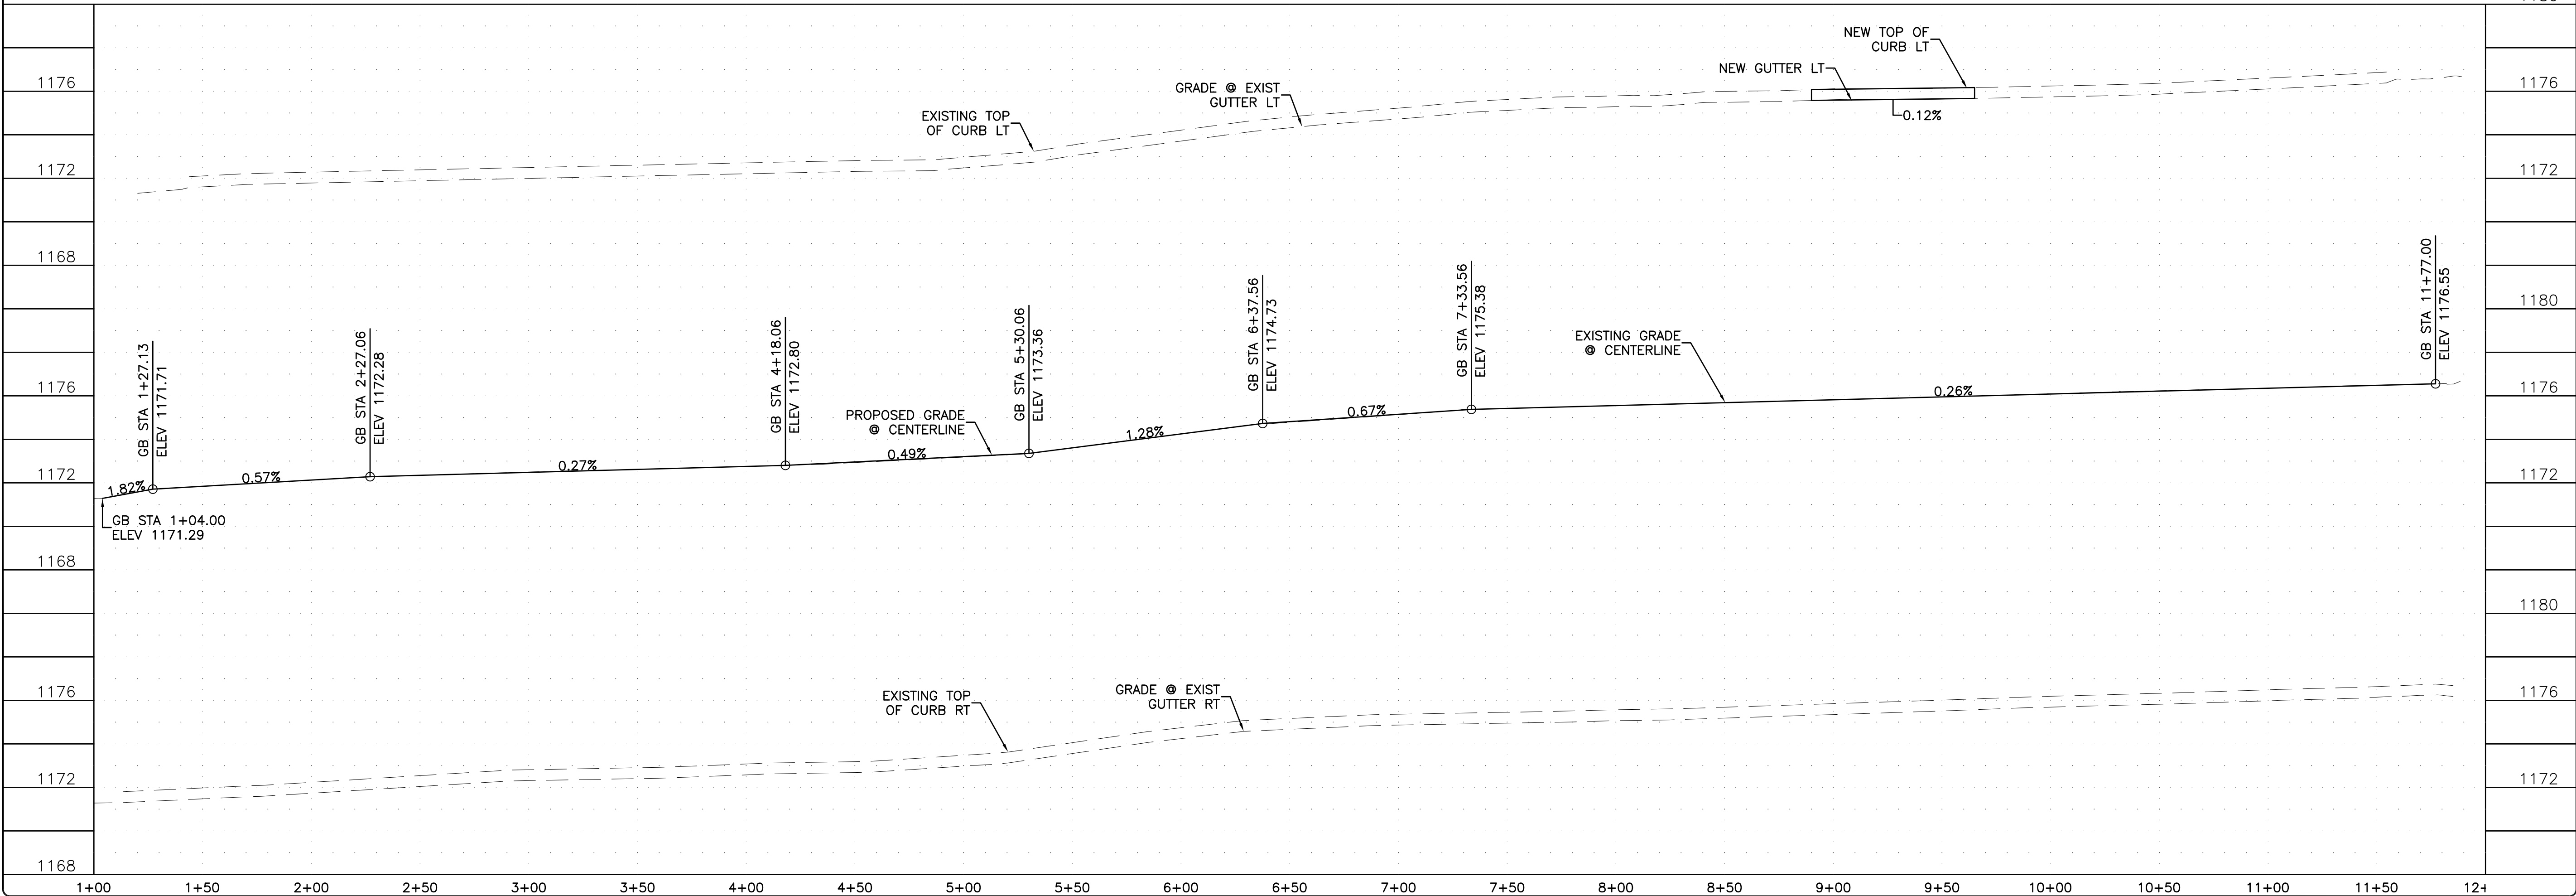 NEW TOP OF
CURB LT
NEW GUTTER LT
GRADE @ EXIST
GUTTER LT
EXISTING TOP
OF CURB LT
0.12%
1176
1176
1172
1172
1168
1168
GB STA 1+27.13
ELEV 1171.71
GB STA 2+27.06
ELEV 1172.28
GB STA 4+18.06
ELEV 1172.80
GB STA 5+30.06
ELEV 1173.36
GB STA 6+37.56
ELEV 1174.73
GB STA 7+33.56
ELEV 1175.38
GB STA 11+77.00
ELEV 1176.55
1180
EXISTING GRADE
@ CENTERLINE
PROPOSED GRADE
@ CENTERLINE
1176
1176
1.82%
0.57%
0.27%
0.49%
1.28%
0.67%
0.26%
1172
1172
GB STA 1+04.00
ELEV 1171.29
1168
1168
1180
EXISTING TOP
OF CURB RT
GRADE @ EXIST
GUTTER RT
1176
1176
1172
1172
1168
1+00 1+50 2+00 2+50 3+00 3+50 4+00 4+50 5+00 5+50 6+00 6+50 7+00 7+50 8+00 8+50 9+00 9+50 10+00 10+50 11+00 11+50